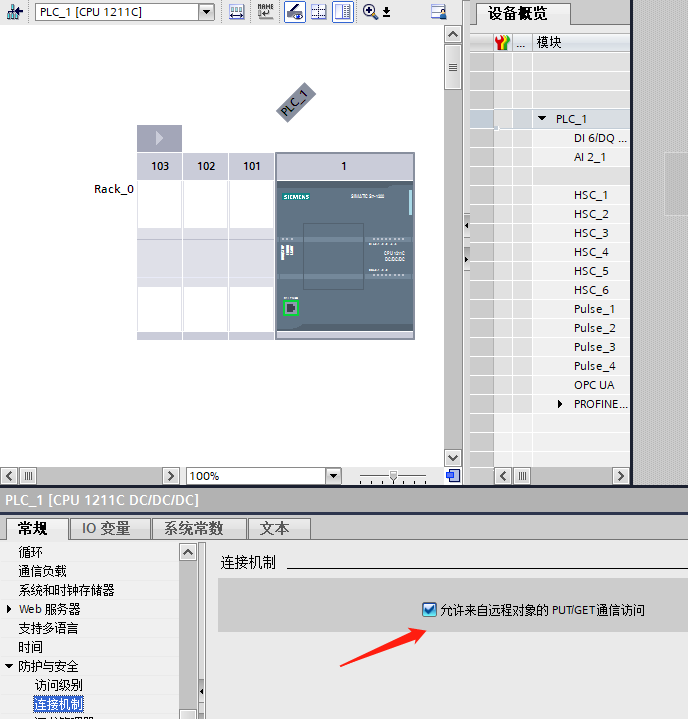 PLC_1 [CPU 1211C]
设备概览
... 模块
PLC_1
103 102 101 1
Rack_0
SIEMENS SIMATIC S7-1200
CPU 1211C
DC/DC/DC
PLC_1
DI 6/DQ ...
AI 2_1
HSC_1
HSC_2
HSC_3
HSC_4
HSC_5
HSC_6
Pulse_1
Pulse_2
Pulse_3
Pulse_4
OPC UA
PROFINE...
100%
PLC_1 [CPU 1211C DC/DC/DC]
常规 IO 变量 系统常数 文本
循环
通信负载
系统和时钟存储器
Web 服务器
支持多语言
时间
防护与安全
访问级别
连接机制
连接机制
允许来自远程对象的 PUT/GET 通信访问